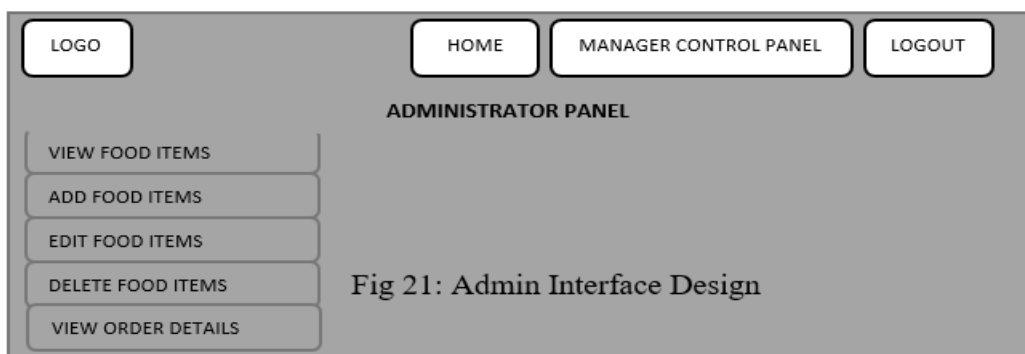 LOGO HOME MANAGER CONTROL PANEL LOGOUT
ADMINISTRATOR PANEL
VIEW FOOD ITEMS
ADD FOOD ITEMS
EDIT FOOD ITEMS
DELETE FOOD ITEMS
Fig 21: Admin Interface Design
VIEW ORDER DETAILS